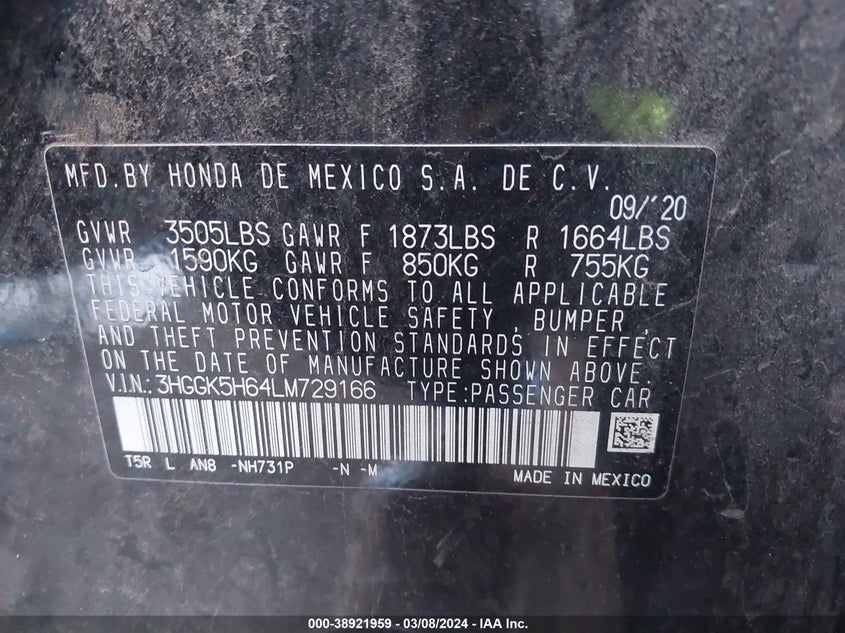 MFD.BY HONDA DE MEXICO S.A. DE C.V.
09/'20
GVWR 3505LBS GAWR F 1873LBS R 1664LBS
GVWR 1590KG GAWR F 850KG R 755KG
THIS VEHICLE CONFORMS TO ALL APPLICABLE
FEDERAL MOTOR VEHICLE SAFETY, BUMPER,
AND THEFT PREVENTION STANDARDS IN EFFECT
ON THE DATE OF MANUFACTURE SHOWN ABOVE.
V.I.N.:3HGGK5H64LM729166 TYPE:PASSENGER CAR
T5R L AN8 -NH731P -N -M
MADE IN MEXICO
000-38921959 - 03/08/2024 - IAA Inc.